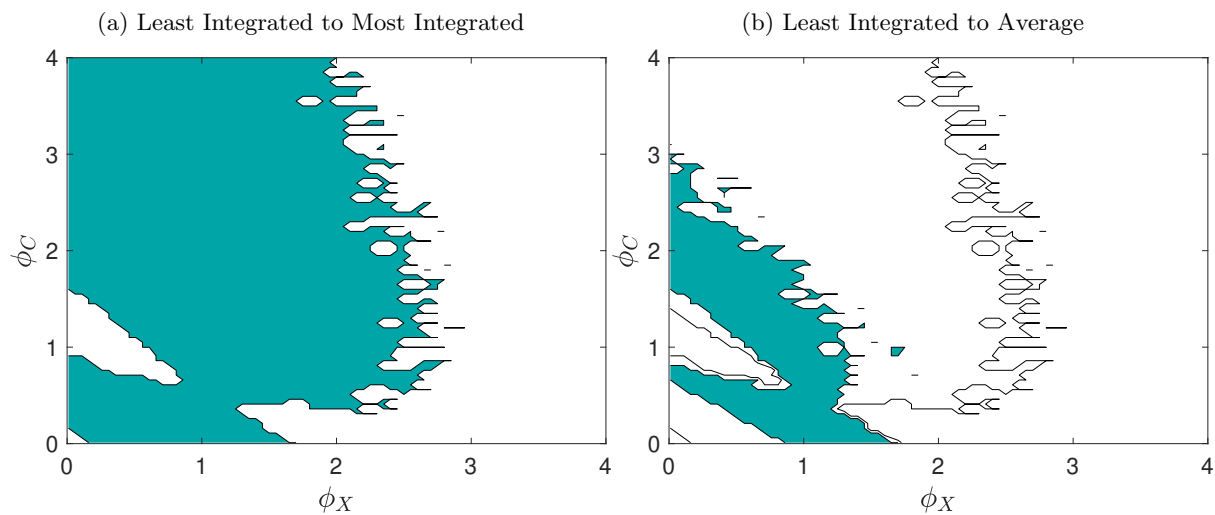 (a) Least Integrated to Most Integrated
4
3
2
1
0
ϕC
0 1 2 3 4
ϕX
(b) Least Integrated to Average
4
3
2
1
0
ϕC
0 1 2 3 4
ϕX